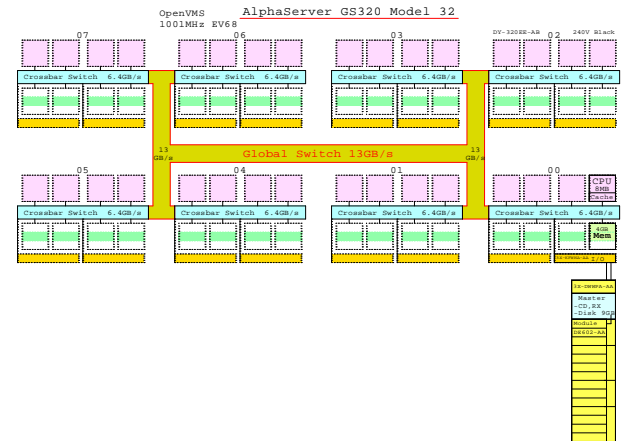 OpenVMS AlphaServer GS320 Model 32
1001MHz EV68
DY-320EE-AB 240V Black
07 06 03 02
Crossbar Switch 6.4GB/s Crossbar Switch 6.4GB/s Crossbar Switch 6.4GB/s Crossbar Switch 6.4GB/s
13 GB/s
Global Switch 13GB/s
13 GB/s
05 04 01 00
CPU
8MB
Cache
Crossbar Switch 6.4GB/s Crossbar Switch 6.4GB/s Crossbar Switch 6.4GB/s Crossbar Switch 6.4GB/s
4GB
Mem
I/O
3X-DWWPA-AA
Master
-CD,RX
-Disk 9GB
Module
DE602-AA